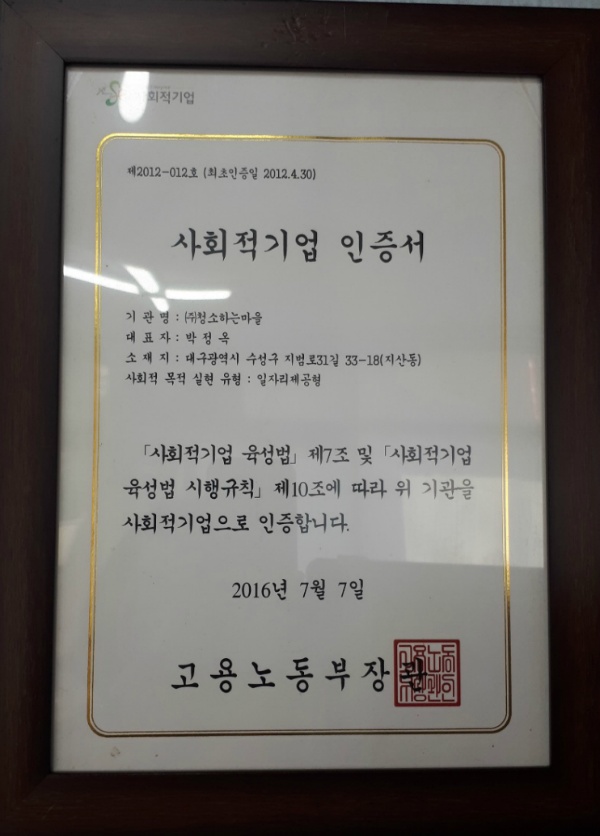 사회적기업
제2012-012호 (최초인증일 2012.4.30)
사회적기업 인증서
기 관 명 : ㈜청소하는마을
대 표 자 : 박 정 옥
소 재 지 : 대구광역시 수성구 지범로31길 33-18(지산동)
사회적 목적 실현 유형 : 일자리제공형
「사회적기업 육성법」 제7조 및 「사회적기업
육성법 시행규칙」 제10조에 따라 위 기관을
사회적기업으로 인증합니다.
2016년 7월 7일
고용노동부장관